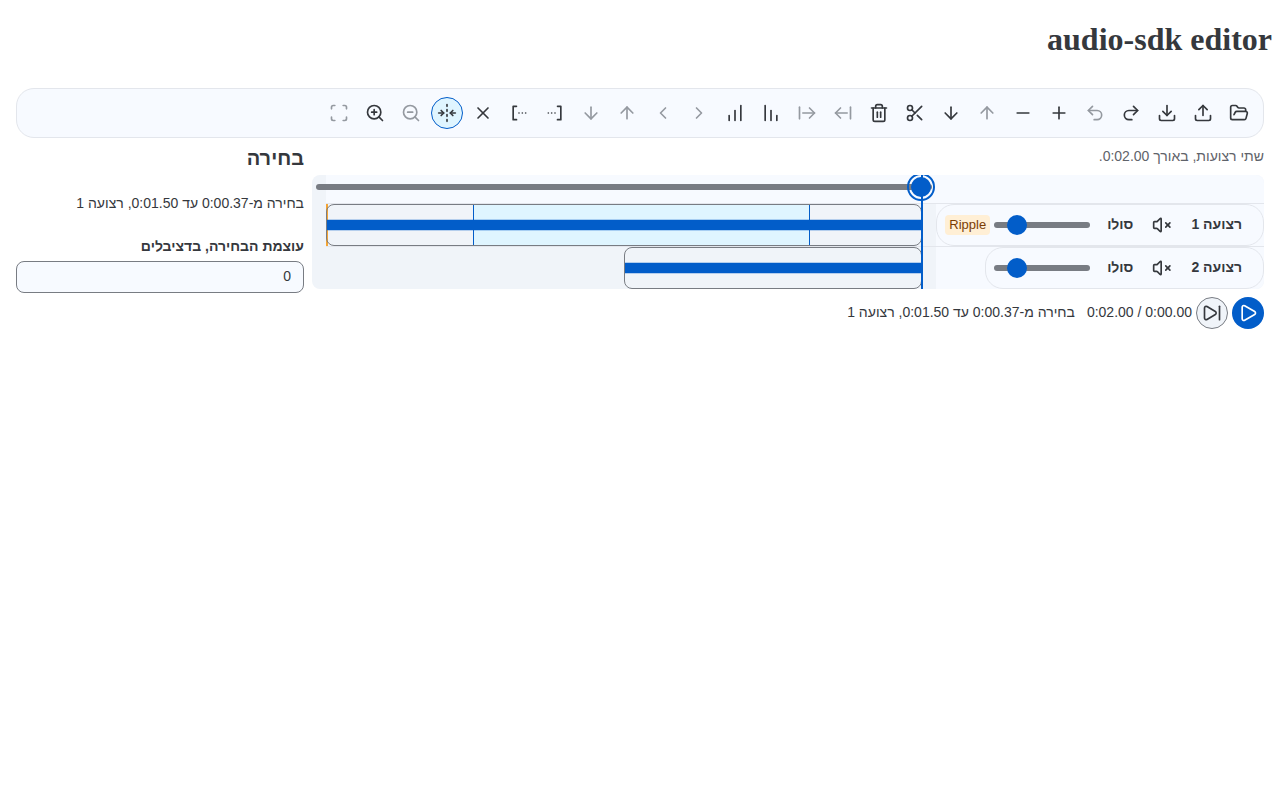 audio-sdk editor
שתי רצועות, באורך 0:02.00.
רצועה 1 סולו Ripple
רצועה 2 סולו
0:00.00 / 0:02.00 בחירה מ-0:00.37 עד 0:01.50, רצועה 1
בחירה
בחירה מ-0:00.37 עד 0:01.50, רצועה 1
עוצמת הבחירה, בדציבלים
0